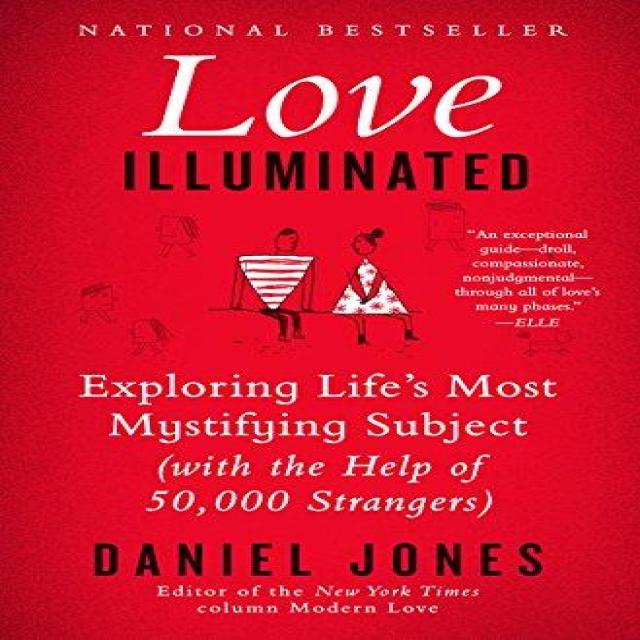 NATIONAL BESTSELLER
Love
ILLUMINATED
"An exceptional
guide—droll,
compassionate,
nonjudgmental—
through all of love's
many phases."
—ELLE
Exploring Life's Most
Mystifying Subject
(with the Help of
50,000 Strangers)
DANIEL JONES
Editor of the New York Times
column Modern Love